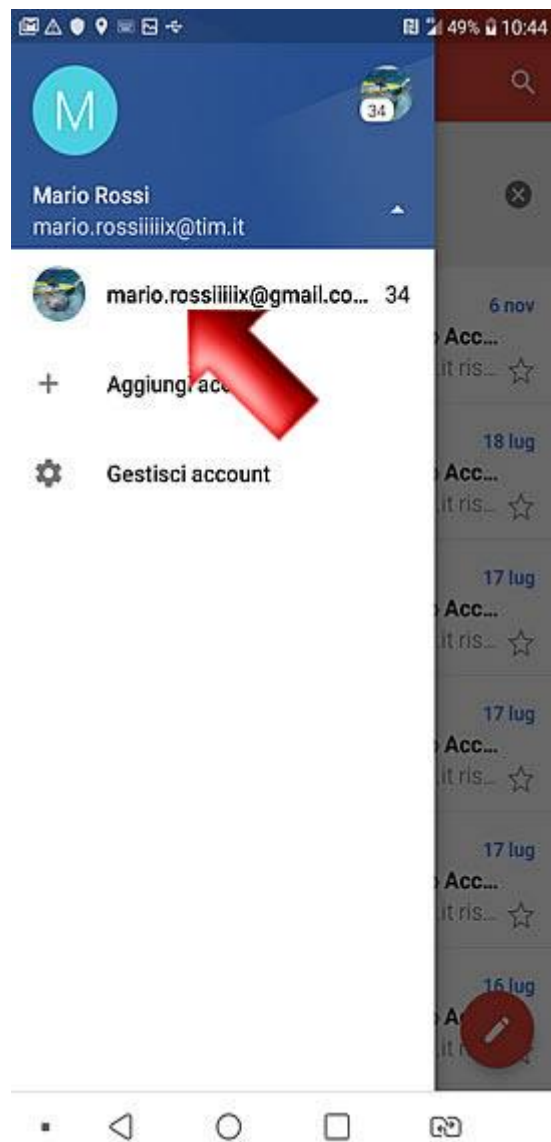 49% 10:44
M
34
Mario Rossi
mario.rossiiiiix@tim.it
mario.rossiiiiix@gmail.co... 34
Aggiungi
Gestisci account
6 nov
Acc...
.it ris...
18 lug
Acc...
.it ris...
17 lug
Acc...
.it ris...
17 lug
Acc...
.it ris...
17 lug
Acc...
.it ris...
16 lug
.it